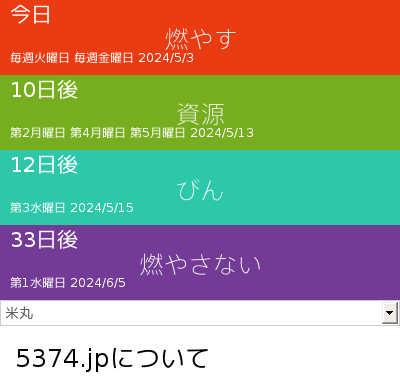 今日
燃やす
毎週火曜日 毎週金曜日 2024/5/3
10日後
資源
第2月曜日 第4月曜日 第5月曜日 2024/5/13
12日後
びん
第3水曜日 2024/5/15
33日後
燃やさない
第1水曜日 2024/6/5
米丸
5374.jpについて